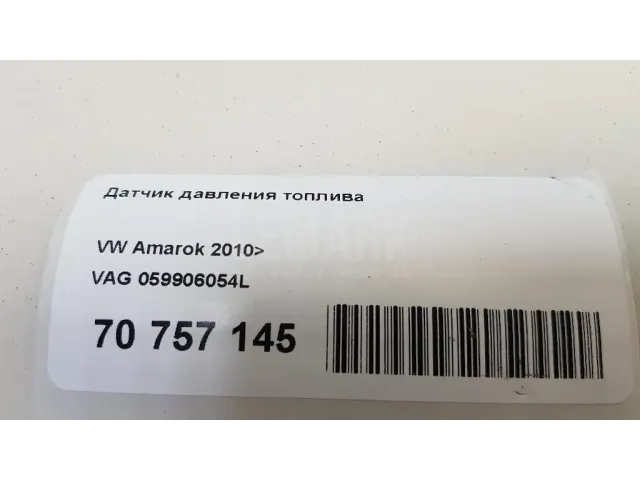 Датчик давления топлива
VW Amarok 2010>
VAG 059906054L
70 757 145